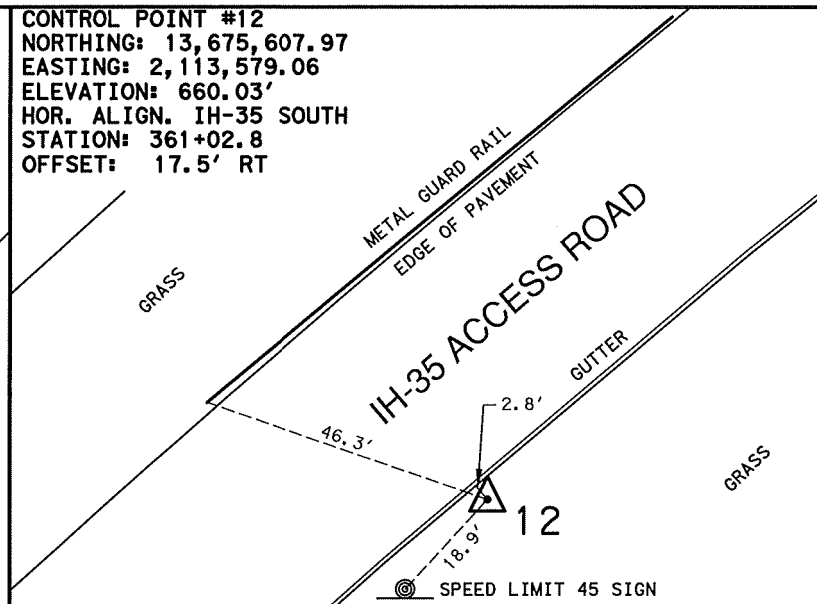 CONTROL POINT #12
NORTHING: 13,675,607.97
EASTING: 2,113,579.06
ELEVATION: 660.03'
HOR. ALIGN. IH-35 SOUTH
STATION: 361+02.8
OFFSET: 17.5' RT
METAL GUARD RAIL
EDGE OF PAVEMENT
GRASS
IH-35 ACCESS ROAD
GUTTER
2.8'
46.3'
GRASS
12
18.9'
SPEED LIMIT 45 SIGN